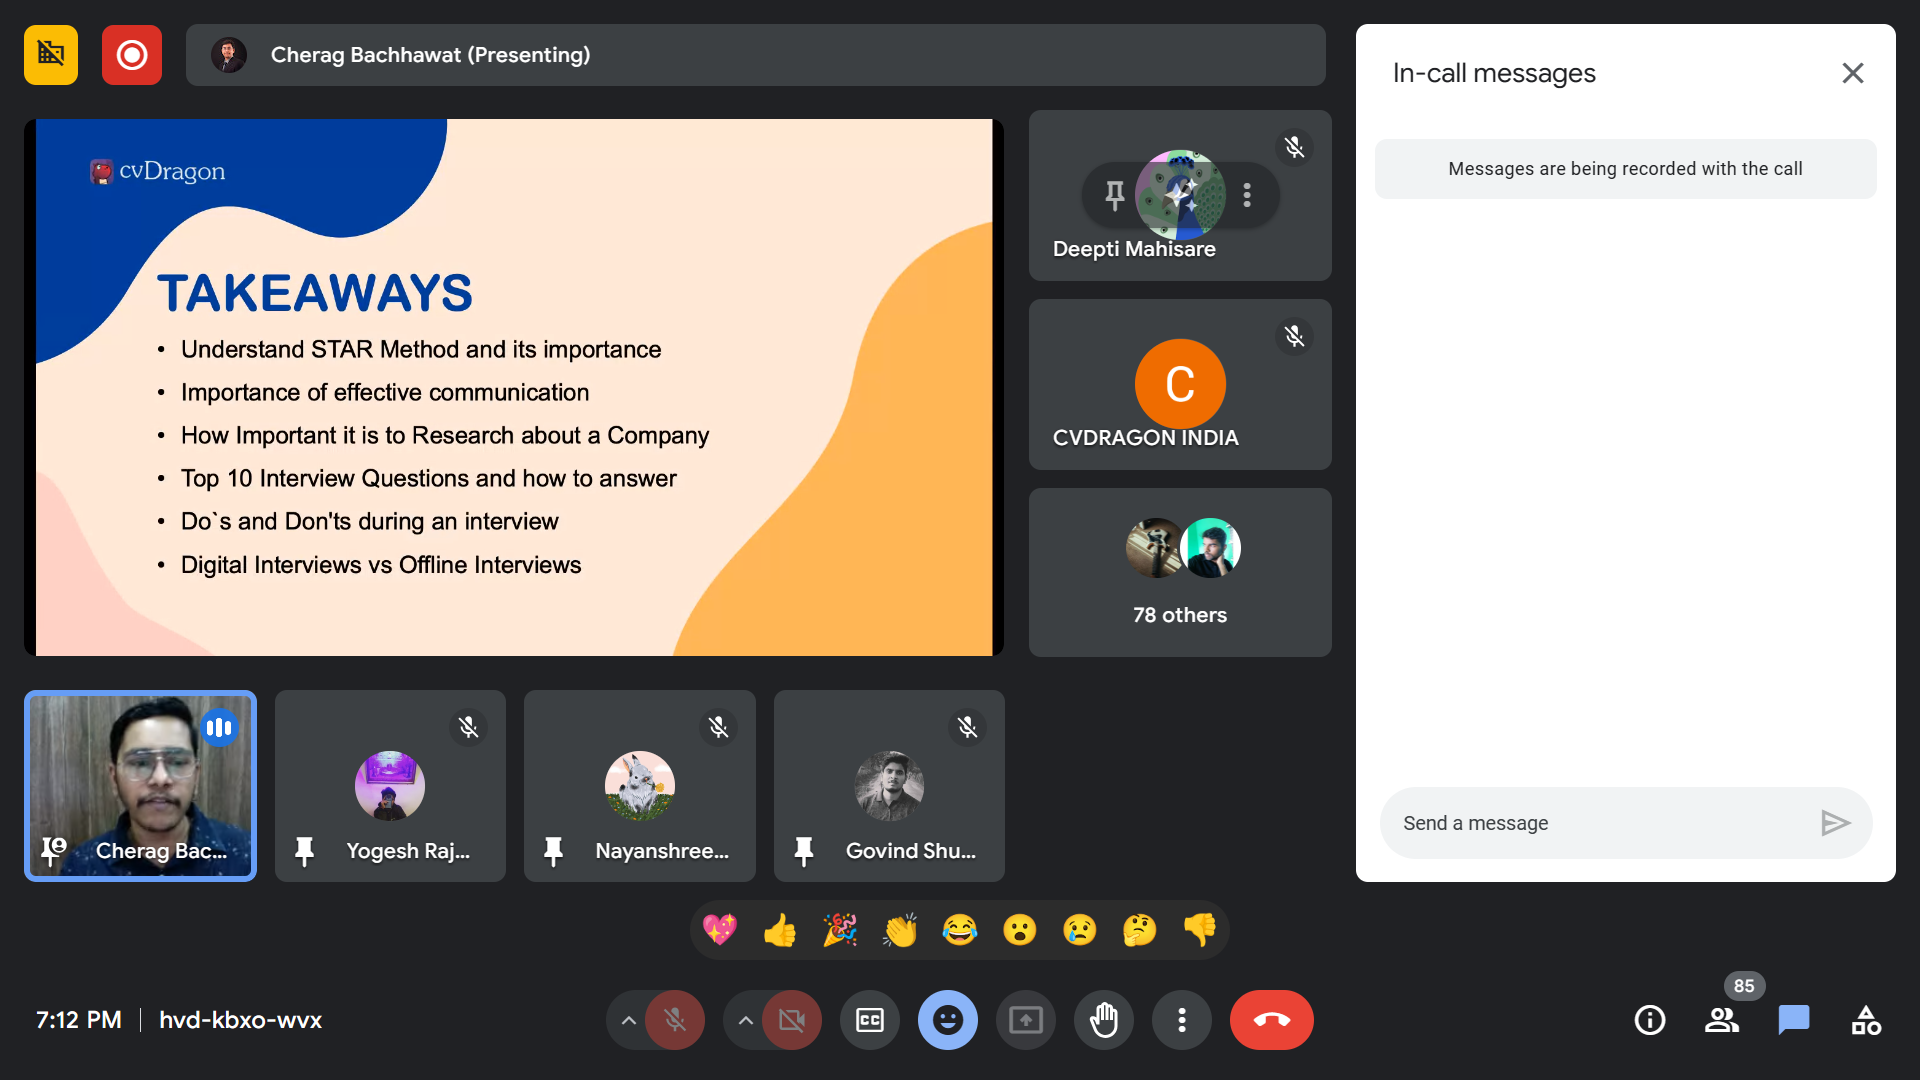 Cherag Bachhawat (Presenting)
cvDragon
TAKEAWAYS
• Understand STAR Method and its importance
• Importance of effective communication
• How Important it is to Research about a Company
• Top 10 Interview Questions and how to answer
• Do`s and Don'ts during an interview
• Digital Interviews vs Offline Interviews
Deepti Mahisare
C
CVDRAGON INDIA
78 others
Cherag Bac...
Yogesh Raj...
Nayanshree...
Govind Shu...
In-call messages
Messages are being recorded with the call
Send a message
7:12 PM
hvd-kbxo-wvx
CC
85